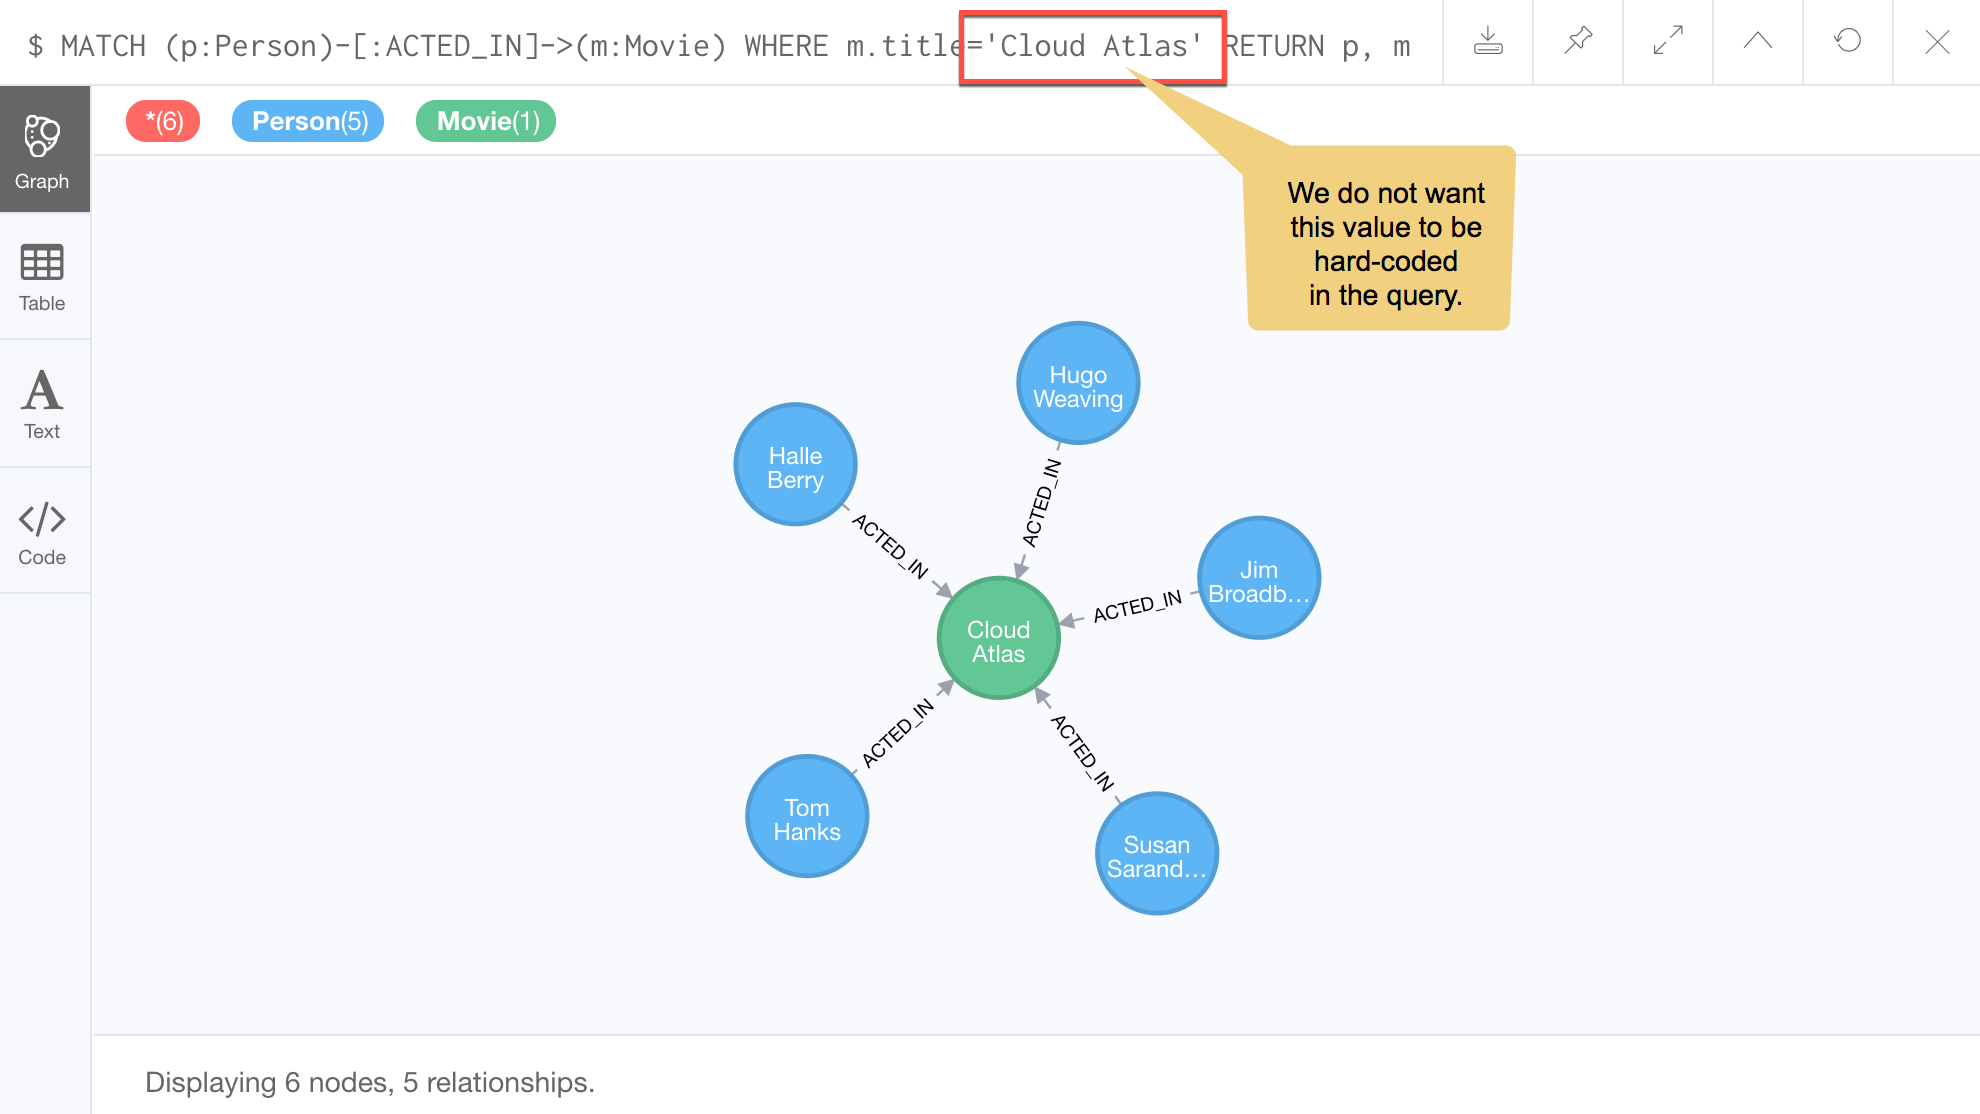 $ MATCH (p:Person)-[:ACTED_IN]->(m:Movie) WHERE m.title='Cloud Atlas' RETURN p, m
*(6) Person(5) Movie(1)
Graph
Table
Text
Code
We do not want
this value to be
hard-coded
in the query.
Hugo
Weaving
Halle
Berry
ACTED_IN
ACTED_IN
Jim
Broadb...
ACTED_IN
Cloud
Atlas
ACTED_IN
ACTED_IN
Tom
Hanks
Susan
Sarand...
Displaying 6 nodes, 5 relationships.